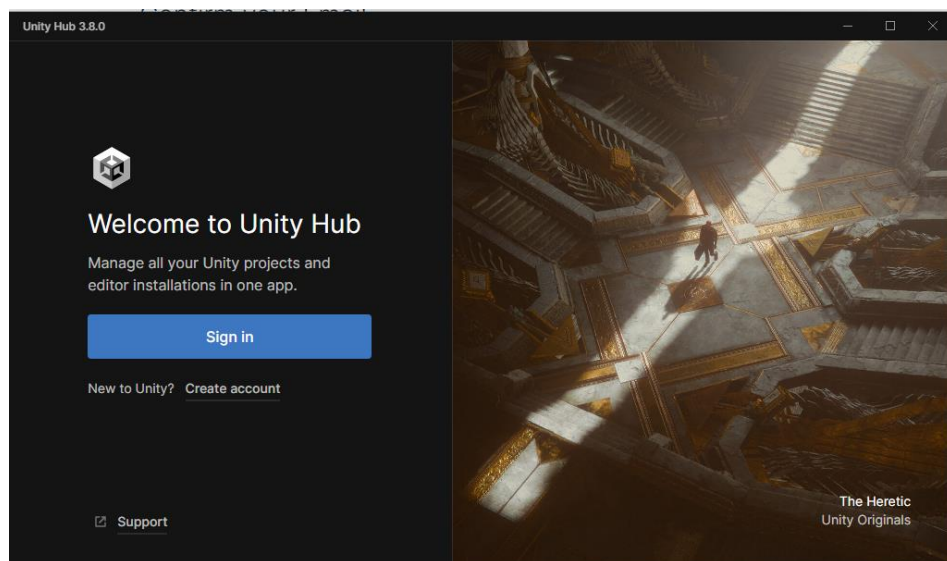 Unity Hub 3.8.0
Welcome to Unity Hub
Manage all your Unity projects and
editor installations in one app.
Sign in
New to Unity? Create account
Support
The Heretic
Unity Originals